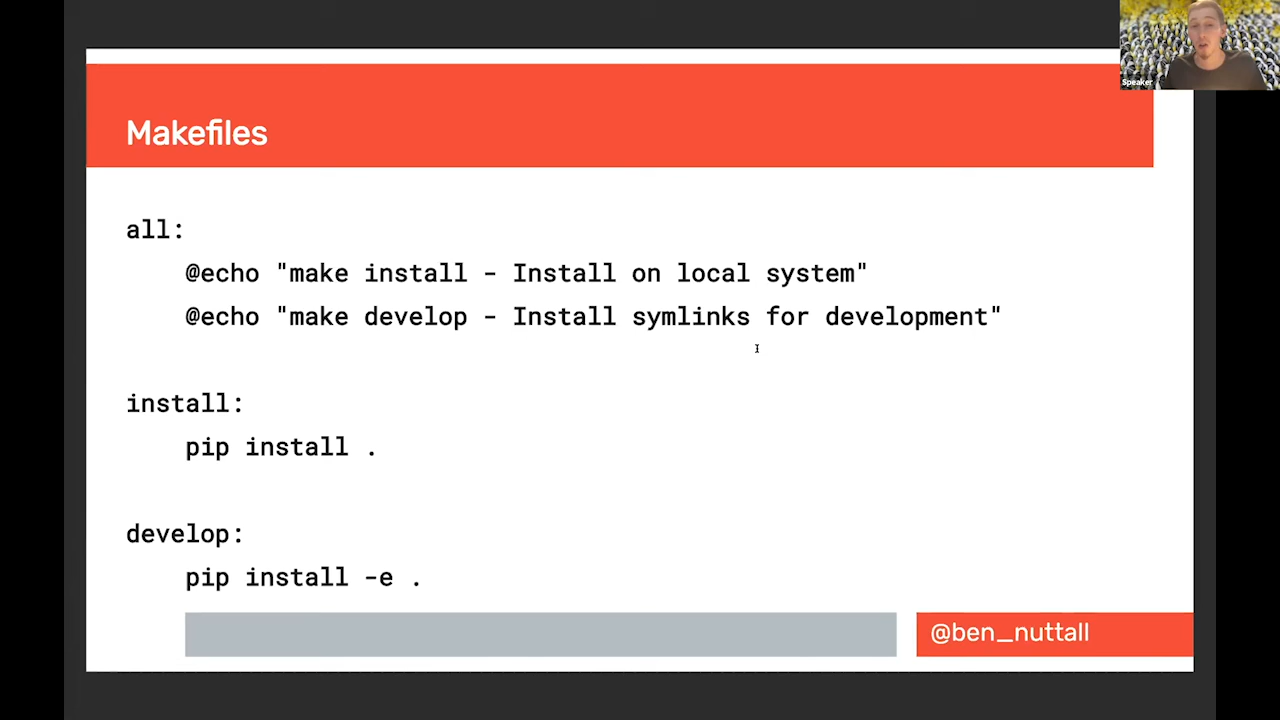 Speaker
Makefiles
all:
@echo "make install - Install on local system"
@echo "make develop - Install symlinks for development"
install:
pip install .
develop:
pip install -e .
@ben_nuttall